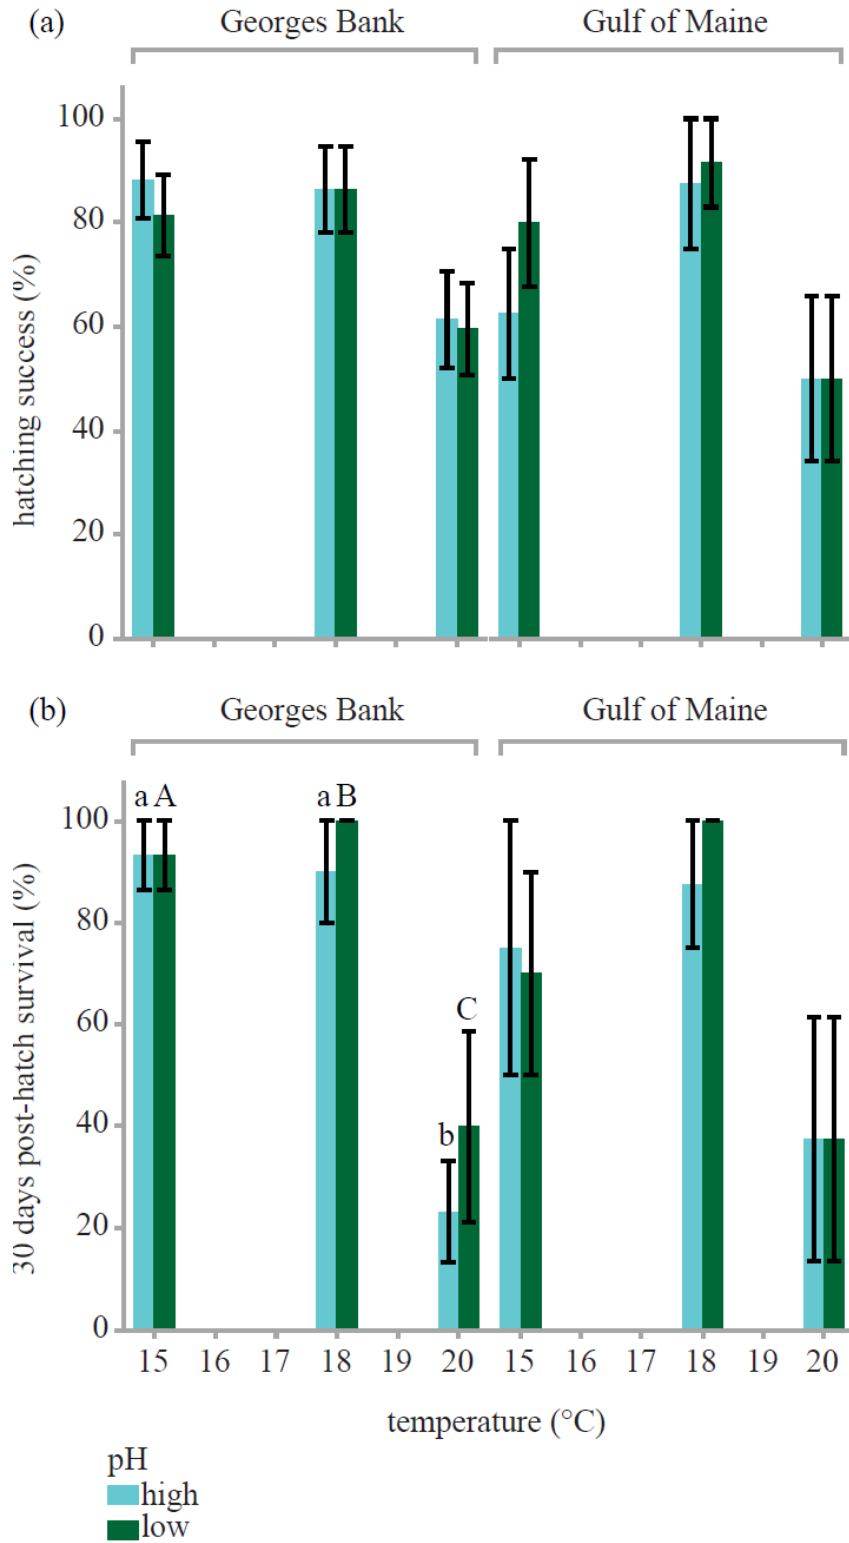 (a) Georges Bank Gulf of Maine
100
80
60
40
20
0
hatching success (%)
(b) Georges Bank Gulf of Maine
a A a B
100
80
60
40
20
0
C
b
30 days post-hatch survival (%)
15 16 17 18 19 20 15 16 17 18 19 20
temperature (°C)
pH
high
low